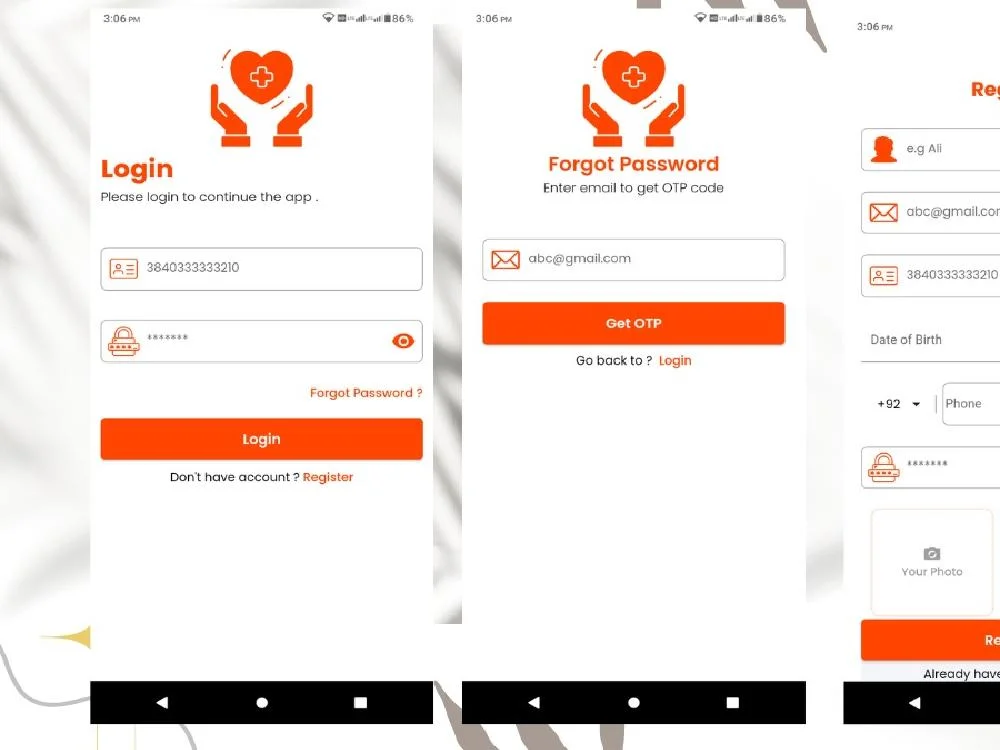 3:06 PM
86%
Login
Please login to continue the app .
3840333333210
*******
Forgot Password ?
Login
Don't have account ? Register
3:06 PM
86%
Forgot Password
Enter email to get OTP code
abc@gmail.com
Get OTP
Go back to ? Login
3:06 PM
Reg
e.g Ali
abc@gmail.com
3840333333210
Date of Birth
+92
Phone
*******
Your Photo
Re
Already have